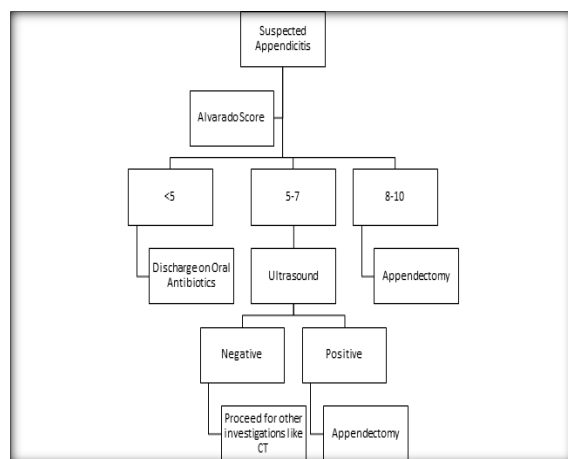 Suspected
Appendicitis
AlvaradoScore
<5
5-7
8-10
Discharge on Oral
Antibiotics
Ultrasound
Appendectomy
Negative
Positive
Proceed for other
investigations like
CT
Appendectomy